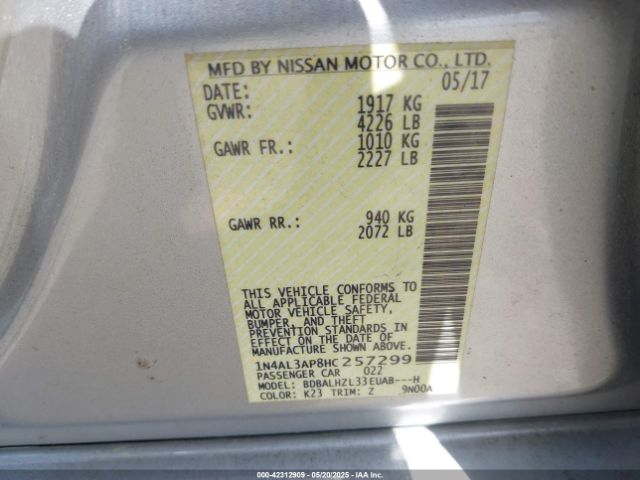 MFD BY NISSAN MOTOR CO., LTD.
DATE: 05/17
GVWR: 1917 KG
4226 LB
GAWR FR.: 1010 KG
2227 LB
GAWR RR.: 940 KG
2072 LB
THIS VEHICLE CONFORMS TO
ALL APPLICABLE FEDERAL
MOTOR VEHICLE SAFETY,
BUMPER, AND THEFT
PREVENTION STANDARDS IN
EFFECT ON THE DATE OF
MANUFACTURE SHOWN ABOVE.
1N4AL3AP8HC257299
PASSENGER CAR 022
MODEL: BDBALHZL33EUAB---H
COLOR: K23 TRIM: Z 9N00A
000-42312909 | 05/20/2025 | IAA Inc.